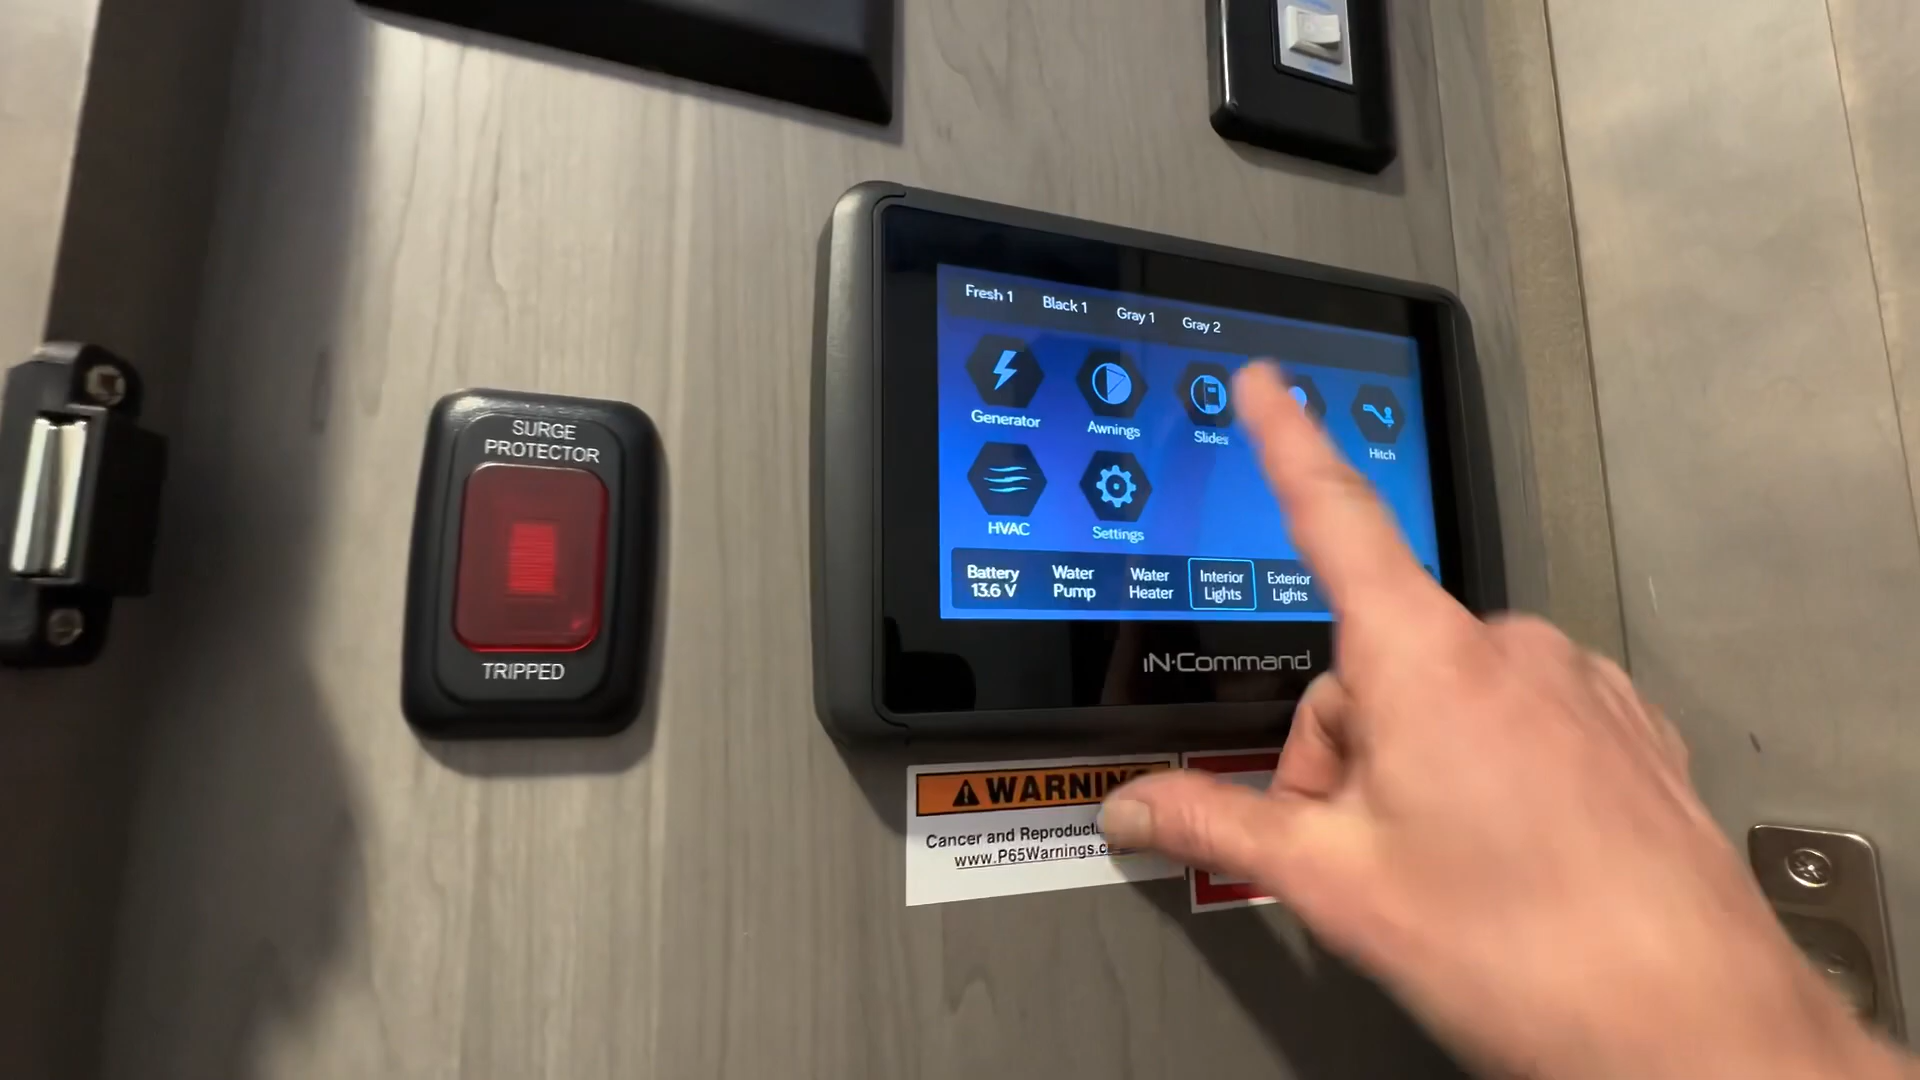 SURGE
PROTECTOR
TRIPPED
Fresh 1
Black 1
Gray 1
Gray 2
Generator
Awnings
Slides
Hitch
HVAC
Settings
Battery
13.6 V
Water
Pump
Water
Heater
Interior
Lights
Exterior
Lights
iN·Command
WARNING
Cancer and
www.P65Warnings.c